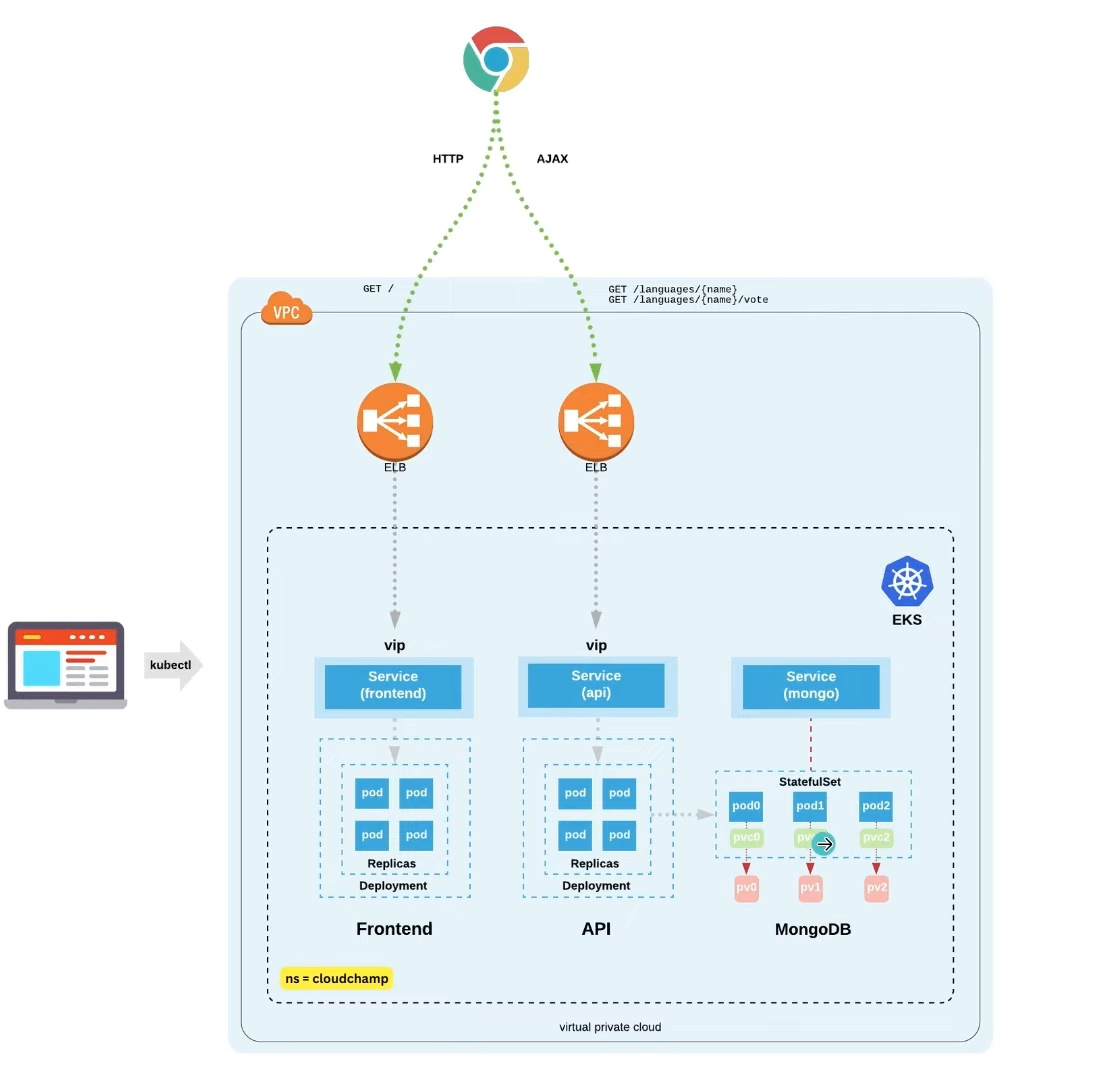 HTTP
AJAX
GET /
GET /languages/{name}
GET /languages/{name}/vote
VPC
ELB
ELB
EKS
kubectl
vip
vip
Service
(frontend)
Service
(api)
Service
(mongo)
StatefulSet
pod pod
pod pod
Replicas
Deployment
pod pod
pod pod
Replicas
Deployment
pod0 pod1 pod2
pvc0 pvc2
pv0 pv1 pv2
Frontend
API
MongoDB
ns = cloudchamp
virtual private cloud